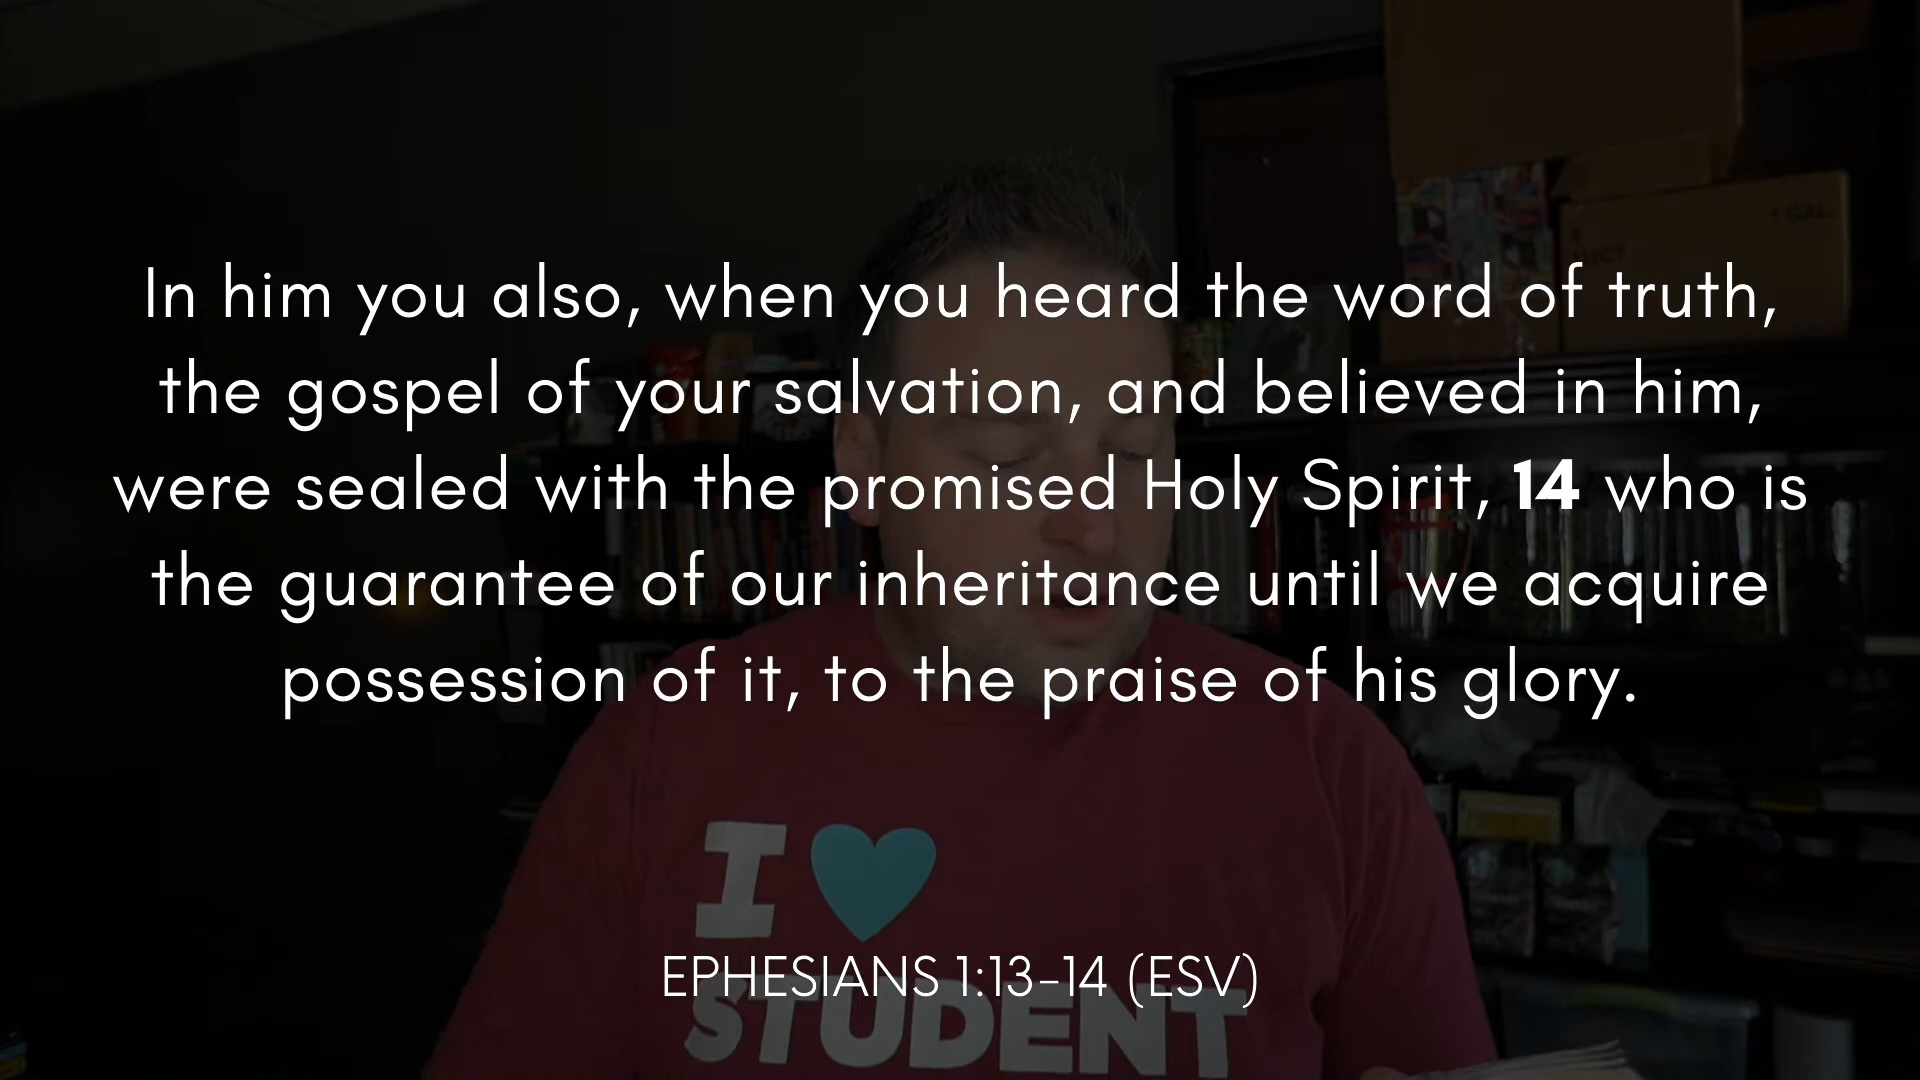 In him you also, when you heard the word of truth,
the gospel of your salvation, and believed in him,
were sealed with the promised Holy Spirit, 14 who is
the guarantee of our inheritance until we acquire
possession of it, to the praise of his glory.
I
EPHESIANS 1:13-14 (ESV)
STUDENT